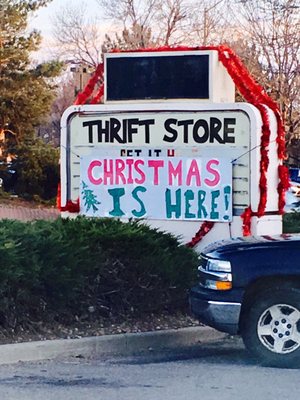 THRIFT STORE
GET IT
CHRISTMAS
IS HERE!